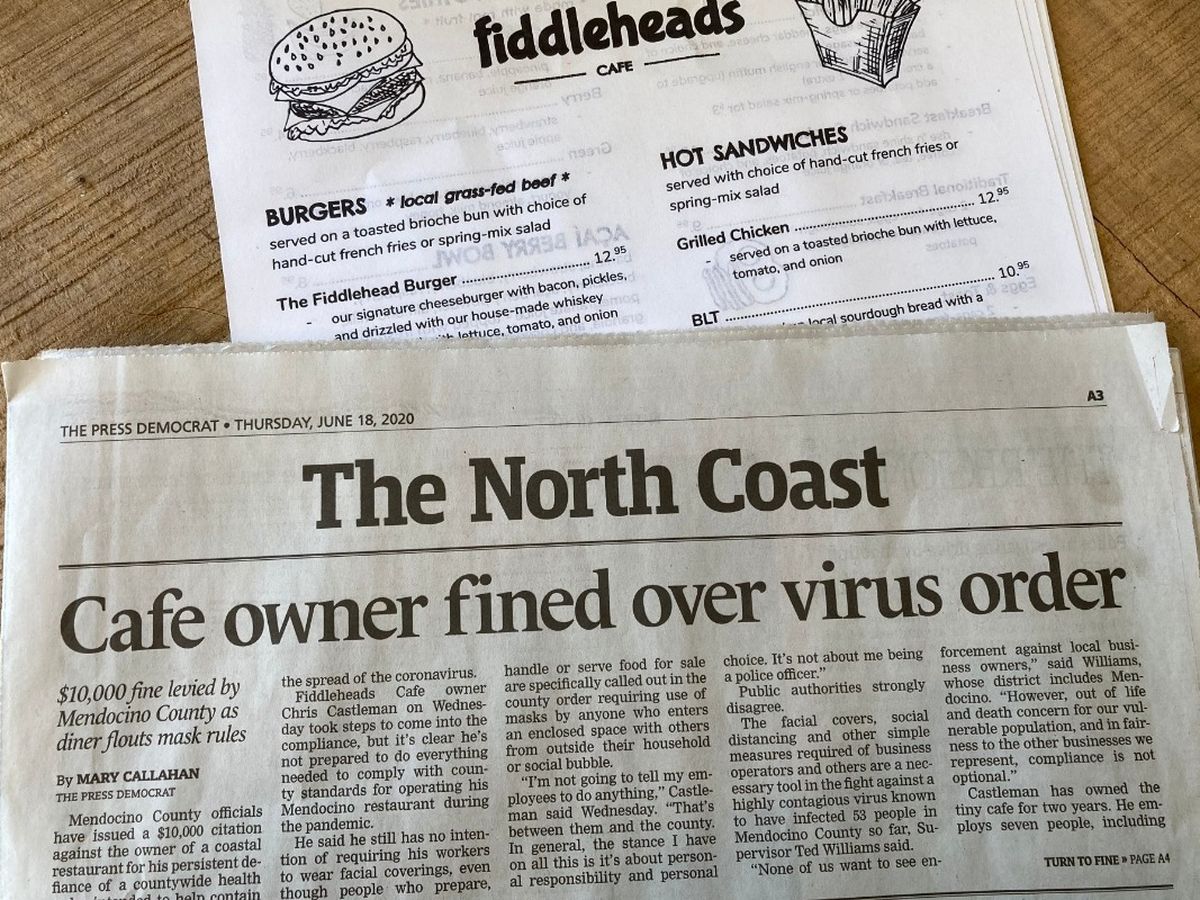 fiddleheads
CAFE
BURGERS * local grass-fed beef *
served on a toasted brioche bun with choice of
hand-cut french fries or spring-mix salad
The Fiddlehead Burger ........ 12.95
- our signature cheeseburger with bacon, pickles,
and drizzled with our house-made whiskey
lettuce, tomato, and onion
HOT SANDWICHES
served with choice of hand-cut french fries or
spring-mix salad
Grilled Chicken ........ 12.95
- served on a toasted brioche bun with lettuce,
tomato, and onion
BLT ........ 10.95
local sourdough bread with a
THE PRESS DEMOCRAT • THURSDAY, JUNE 18, 2020
A3
The North Coast
Cafe owner fined over virus order
$10,000 fine levied by
Mendocino County as
diner flouts mask rules
By MARY CALLAHAN
THE PRESS DEMOCRAT
Mendocino County officials
have issued a $10,000 citation
against the owner of a coastal
restaurant for his persistent de-
fiance of a countywide health
intended to help contain
the spread of the coronavirus.
Fiddleheads Cafe owner
Chris Castleman on Wednes-
day took steps to come into the
compliance, but it's clear he's
not prepared to do everything
needed to comply with coun-
ty standards for operating his
Mendocino restaurant during
the pandemic.
He said he still has no inten-
tion of requiring his workers
to wear facial coverings, even
though people who prepare,
handle or serve food for sale
are specifically called out in the
county order requiring use of
masks by anyone who enters
an enclosed space with others
from outside their household
or social bubble.
"I'm not going to tell my em-
ployees to do anything," Castle-
man said Wednesday. "That's
between them and the county.
In general, the stance I have
on all this is it's about person-
al responsibility and personal
choice. It's not about me being
a police officer."
Public authorities strongly
disagree.
The facial covers, social
distancing and other simple
measures required of business
operators and others are a nec-
essary tool in the fight against a
highly contagious virus known
to have infected 53 people in
Mendocino County so far, Su-
pervisor Ted Williams said.
"None of us want to see en-
forcement against local busi-
ness owners," said Williams,
whose district includes Men-
docino. "However, out of life
and death concern for our vul-
nerable population, and in fair-
ness to the other businesses we
represent, compliance is not
optional."
Castleman has owned the
tiny cafe for two years. He em-
ploys seven people, including
TURN TO FINE » PAGE A4